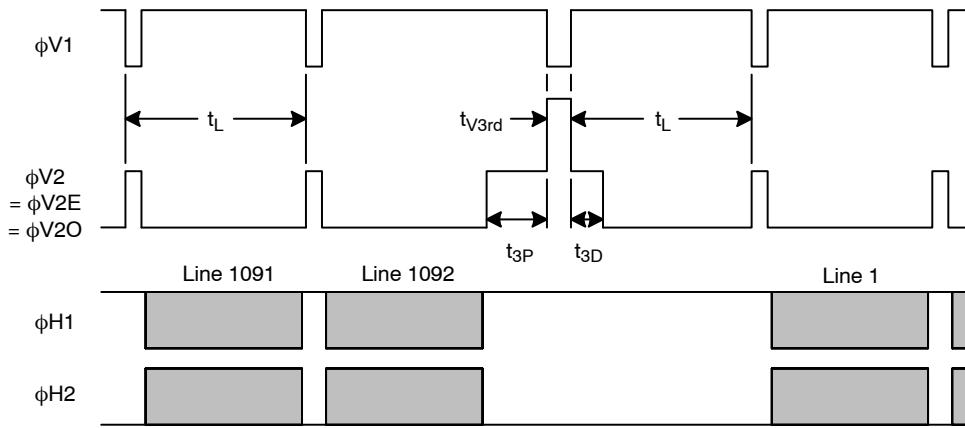 ϕV1
t_L
t_V3rd
t_L
ϕV2
= ϕV2E
= ϕV2O
t_3P
t_3D
Line 1091
Line 1092
Line 1
ϕH1
ϕH2